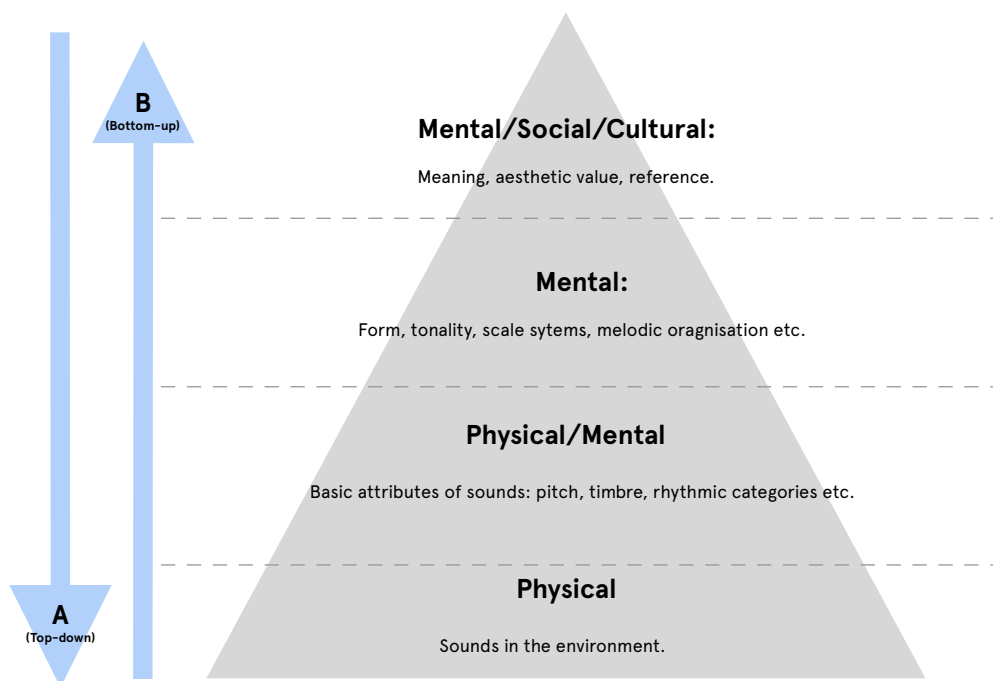 B
(Bottom-up)
Mental/Social/Cultural:
Meaning, aesthetic value, reference.
Mental:
Form, tonality, scale sytems, melodic oragnisation etc.
Physical/Mental
Basic attributes of sounds: pitch, timbre, rhythmic categories etc.
Physical
A
(Top-down)
Sounds in the environment.